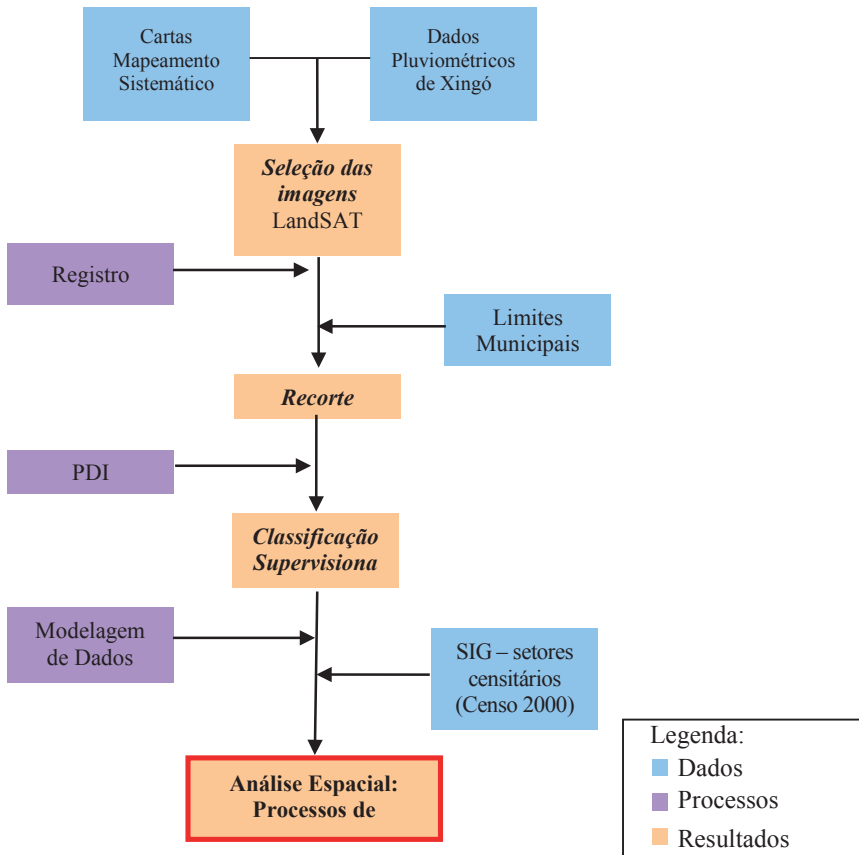 Cartas
Mapeamento
Sistemático
Dados
Pluviométricos
de Xingó
Seleção das
imagens
LandSAT
Registro
Limites
Municipais
Recorte
PDI
Classificação
Supervisiona
Modelagem
de Dados
SIG – setores
censitários
(Censo 2000)
Análise Espacial:
Processos de
Legenda:
Dados
Processos
Resultados